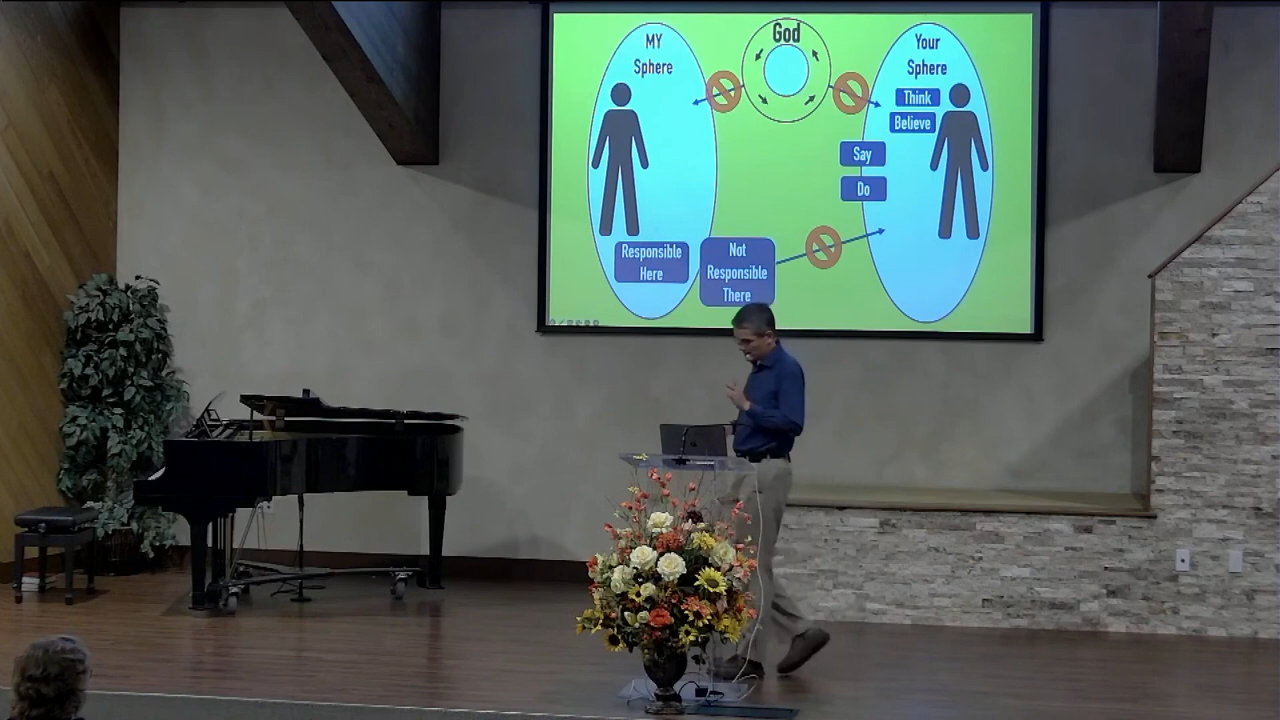 MY
Sphere
God
Your
Sphere
Think
Believe
Say
Do
Responsible
Here
Not
Responsible
There